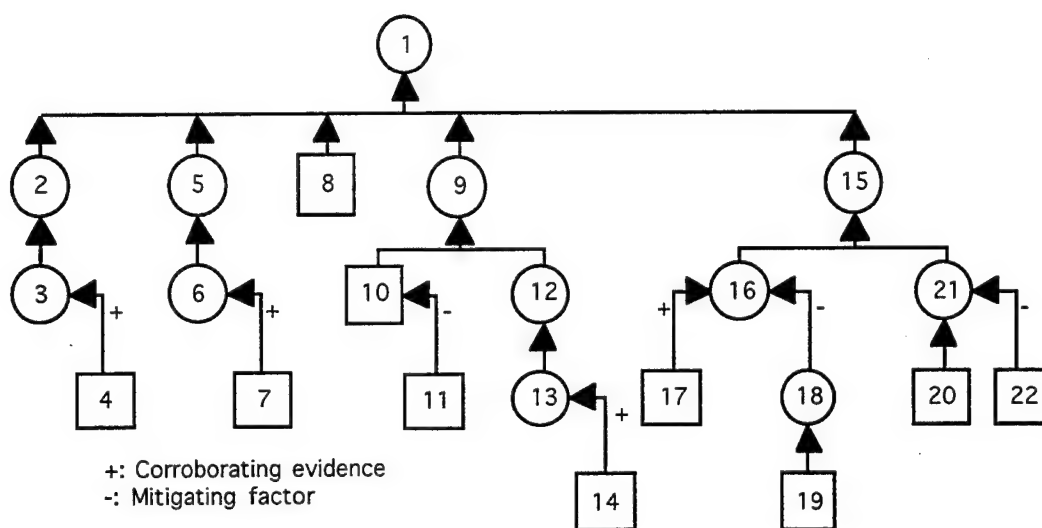 1
2 5 8 9 15
3 + 6 + 10 - 12 + 16 - 21 -
4 7 11 13 + 17 18 20 22
+: Corroborating evidence
-: Mitigating factor
14 19